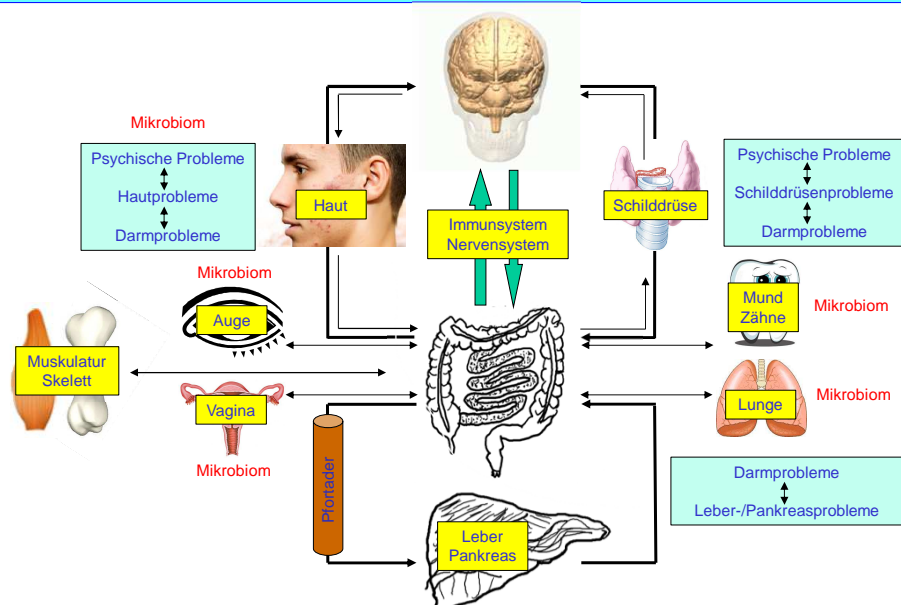 Mikrobiom
Psychische Probleme
Hautprobleme
Darmprobleme
Haut
Immunsystem
Nervensystem
Schilddrüse
Psychische Probleme
Schilddrüsenprobleme
Darmprobleme
Mikrobiom
Auge
Mund
Zähne
Mikrobiom
Muskulatur
Skelett
Vagina
Mikrobiom
Lunge
Mikrobiom
Pfortader
Darmprobleme
Leber-/Pankreasprobleme
Leber
Pankreas